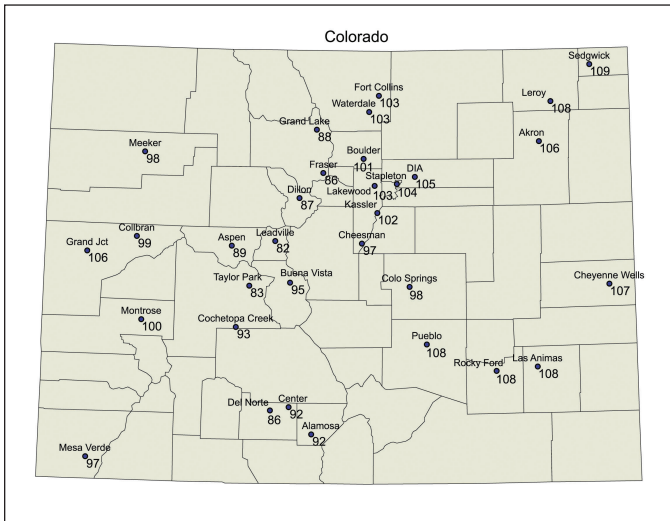 Colorado
Sedgwick
109
Fort Collins
103
Leroy
108
Waterdale
103
Grand Lake
88
Akron
106
Meeker
98
Boulder
101
Fraser
86
Stapleton
104
DIA
105
Dillon
87
Lakewood
103
Kassler
102
Collbran
99
Grand Jct
106
Aspen
89
Leadville
82
Cheesman
97
Taylor Park
83
Buena Vista
95
Colo Springs
98
Cheyenne Wells
107
Montrose
100
Cochetopa Creek
93
Pueblo
108
Rocky Ford
108
Las Animas
108
Del Norte
86
Center
92
Alamosa
92
Mesa Verde
97